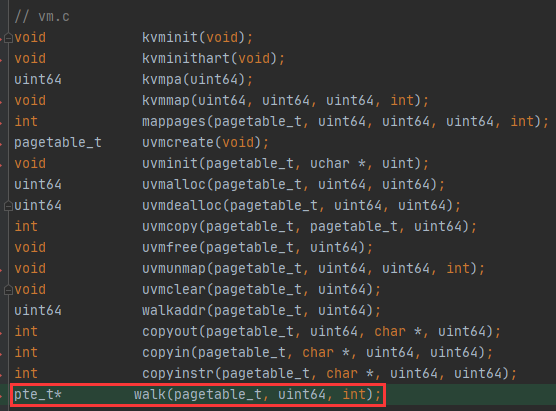 // vm.c
void kvminit(void);
void kvminithart(void);
uint64 kvmpa(uint64);
void kvmmap(uint64, uint64, uint64, int);
int mappages(pagetable_t, uint64, uint64, uint64, int);
pagetable_t uvmcreate(void);
void uvminit(pagetable_t, uchar *, uint);
uint64 uvmalloc(pagetable_t, uint64, uint64);
uint64 uvmdealloc(pagetable_t, uint64, uint64);
int uvmcopy(pagetable_t, pagetable_t, uint64);
void uvmfree(pagetable_t, uint64);
void uvmunmap(pagetable_t, uint64, uint64, int);
void uvmclear(pagetable_t, uint64);
uint64 walkaddr(pagetable_t, uint64);
int copyout(pagetable_t, uint64, char *, uint64);
int copyin(pagetable_t, char *, uint64, uint64);
int copyinstr(pagetable_t, char *, uint64, uint64);
pte_t* walk(pagetable_t, uint64, int);